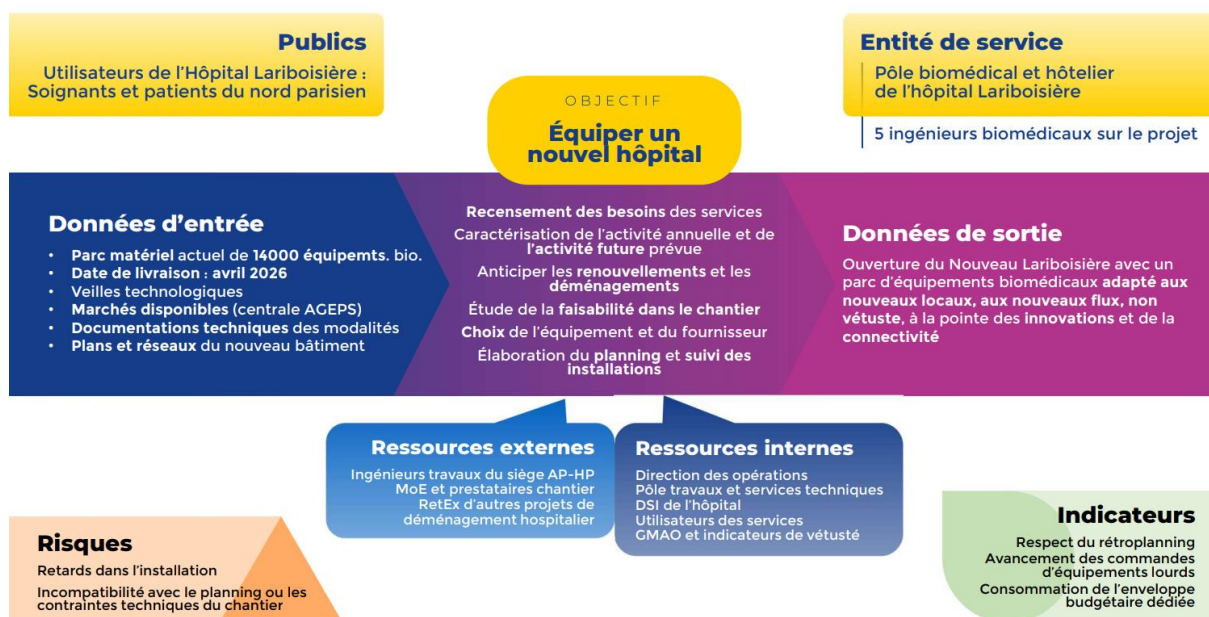 Publics
Utilisateurs de l'Hôpital Lariboisière :
Soignants et patients du nord parisien
OBJECTIF
Équiper un
nouvel hôpital
Entité de service
Pôle biomédical et hôtelier
de l'hôpital Lariboisière
5 ingénieurs biomédicaux sur le projet
Données d'entrée
• Parc matériel actuel de 14000 équipemts. bio.
• Date de livraison : avril 2026
• Veilles technologiques
• Marchés disponibles (centrale AGEPS)
• Documentations techniques des modalités
• Plans et réseaux du nouveau bâtiment
Recensement des besoins des services
Caractérisation de l'activité annuelle et de
l'activité future prévue
Anticiper les renouvellements et les
déménagements
Étude de la faisabilité dans le chantier
Choix de l'équipement et du fournisseur
Élaboration du planning et suivi des
installations
Données de sortie
Ouverture du Nouveau Lariboisière avec un
parc d'équipements biomédicaux adapté aux
nouveaux locaux, aux nouveaux flux, non
vétuste, à la pointe des innovations et de la
connectivité
Ressources externes
Ingénieurs travaux du siège AP-HP
MoE et prestataires chantier
RetEx d'autres projets de
déménagement hospitalier
Ressources internes
Direction des opérations
Pôle travaux et services techniques
DSI de l'hôpital
Utilisateurs des services
GMAO et indicateurs de vétusté
Risques
Retards dans l'installation
Incompatibilité avec le planning ou les
contraintes techniques du chantier
Indicateurs
Respect du rétroplanning
Avancement des commandes
d'équipements lourds
Consommation de l'enveloppe
budgétaire dédiée